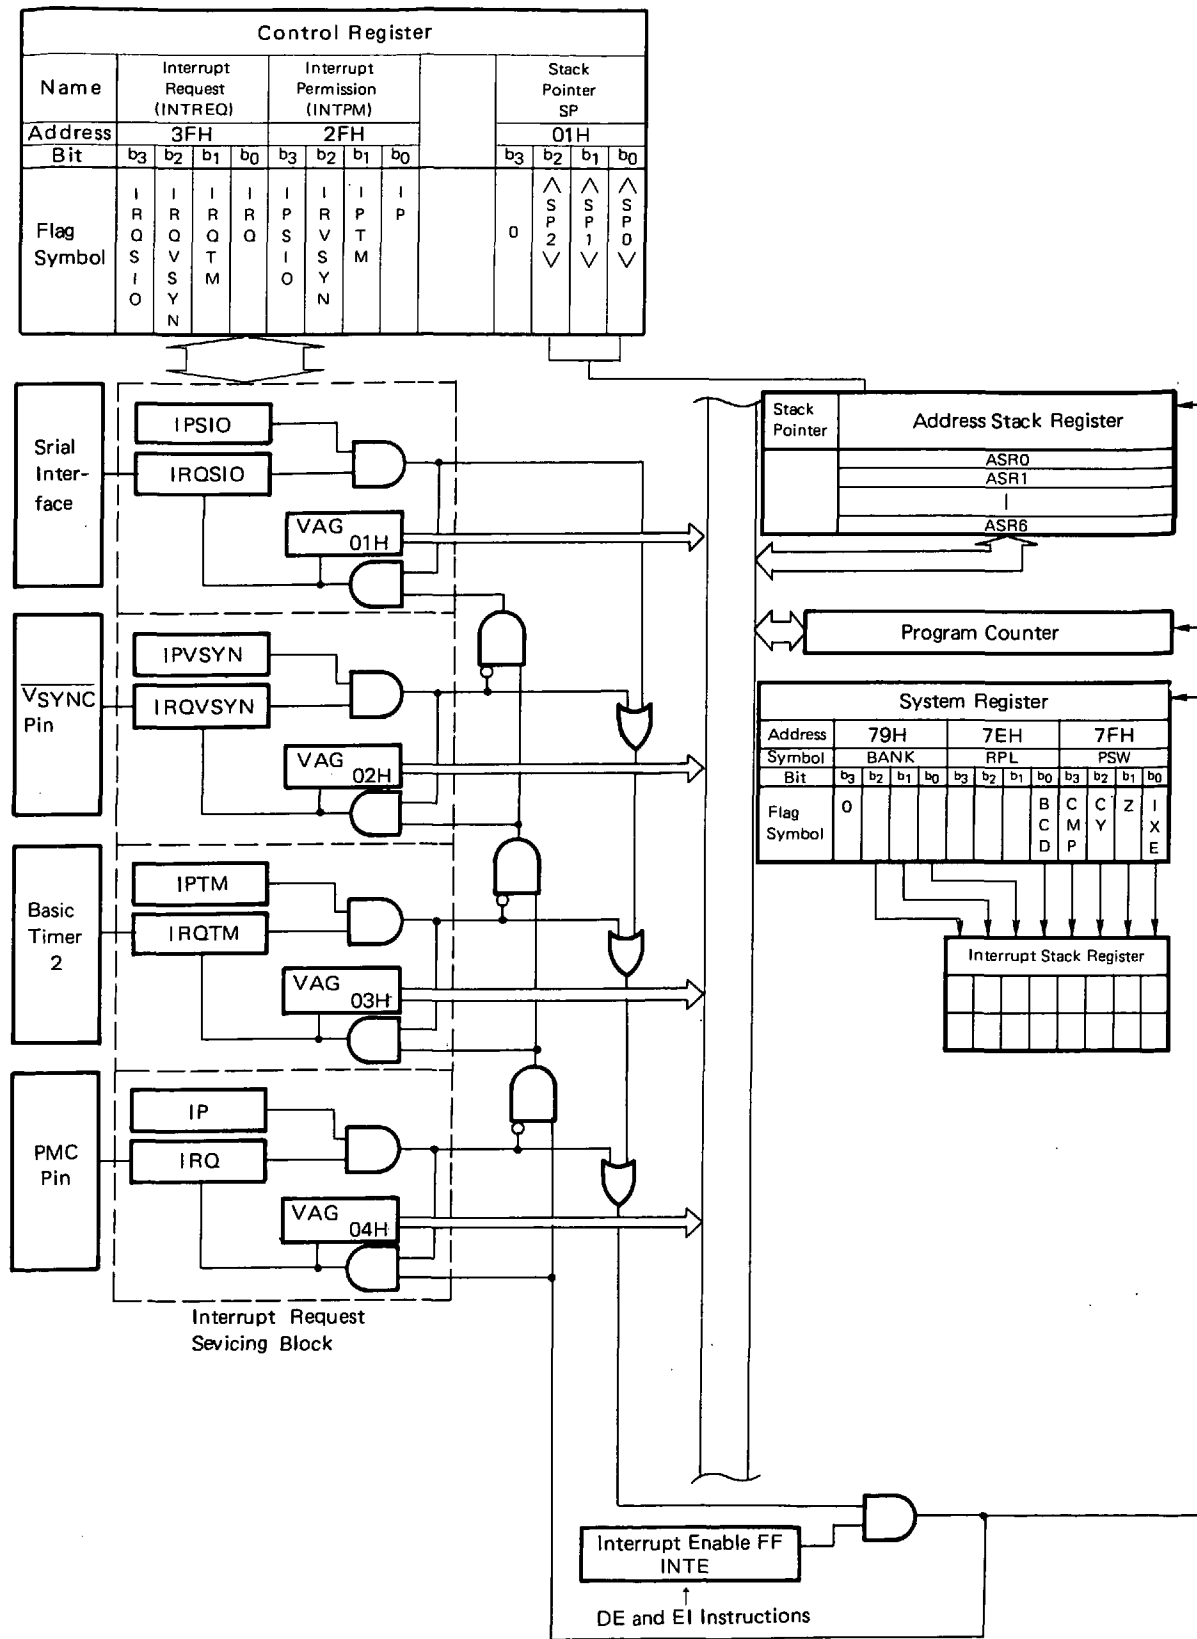 Control Register
Name
Interrupt
Request
(INTREQ)
Interrupt
Permission
(INTPM)
Stack
Pointer
SP
Address 3FH 2FH 01H
Bit b3 b2 b1 b0 b3 b2 b1 b0 b3 b2 b1 b0
Flag
Symbol
IRQSIO
IRQVSYN
IRQTM
IRQ
IPSIO
IRVSYN
IPTM
IP
0
<SP2>
<SP1>
<SP0>
Srial
Inter-
face
IPSIO
IRQSIO
VAG
01H
Stack
Pointer
Address Stack Register
ASR0
ASR1
|
ASR6
VSYNC
Pin
IPVSYN
IRQVSYN
VAG
02H
Program Counter
System Register
Address 79H 7EH 7FH
Symbol BANK RPL PSW
Bit b3 b2 b1 b0 b3 b2 b1 b0 b3 b2 b1 b0
Flag
Symbol
0
BCD
CMP
CY
Z
IXE
Interrupt Stack Register
Basic
Timer
2
IPTM
IRQTM
VAG
03H
PMC
Pin
IP
IRQ
VAG
04H
Interrupt Request
Sevicing Block
Interrupt Enable FF
INTE
DE and EI Instructions